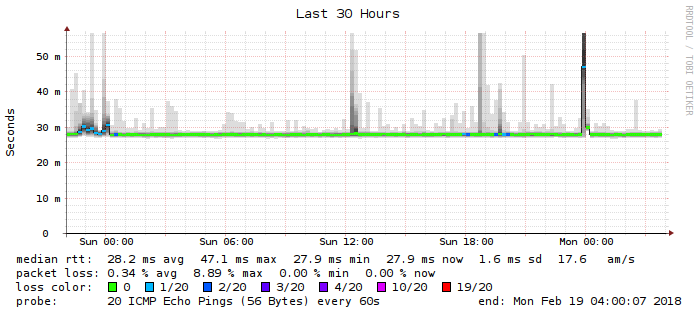 Last 30 Hours
RRDTOOL / TOBI OETIKER
Seconds
50 m
40 m
30 m
20 m
10 m
0
Sun 00:00 Sun 06:00 Sun 12:00 Sun 18:00 Mon 00:00
median rtt: 28.2 ms avg 47.1 ms max 27.9 ms min 27.9 ms now 1.6 ms sd 17.6 am/s
packet loss: 0.34 % avg 8.89 % max 0.00 % min 0.00 % now
loss color: 0 1/20 2/20 3/20 4/20 10/20 19/20
probe: 20 ICMP Echo Pings (56 Bytes) every 60s end: Mon Feb 19 04:00:07 2018